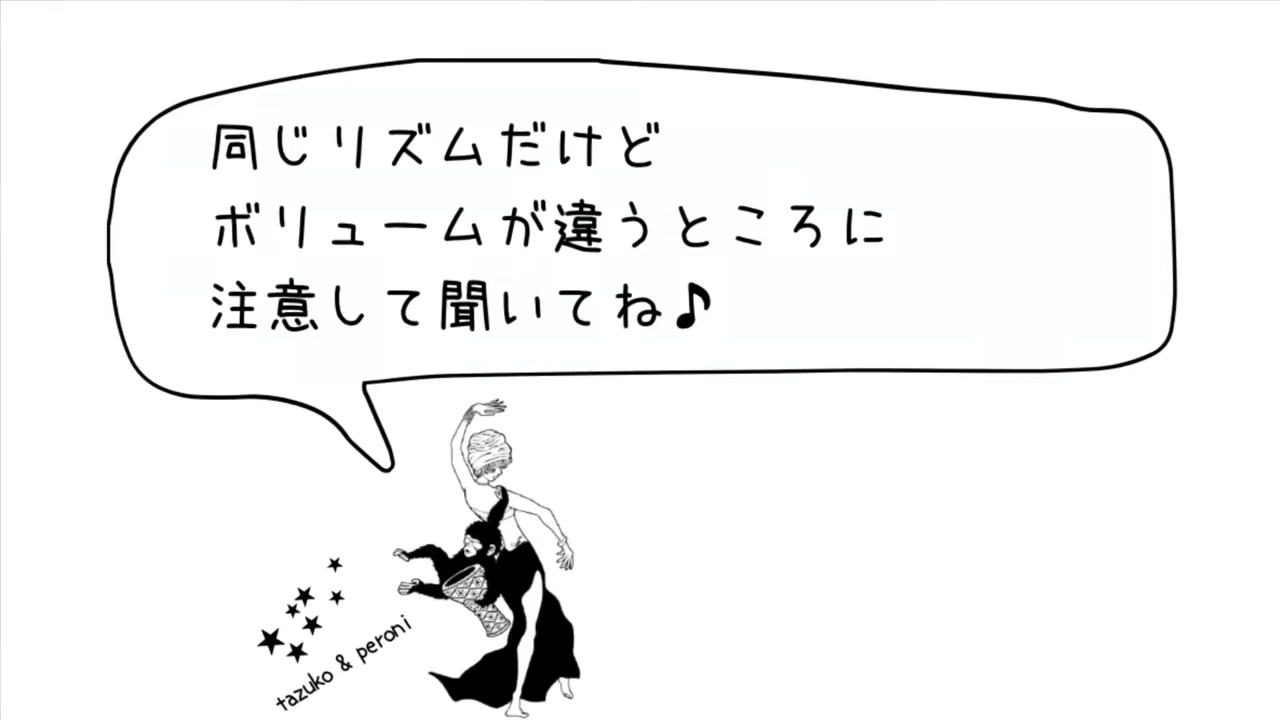 同じリズムだけど
ボリュームが違うところに
注意して聞いてね♪
tazuko & peroni